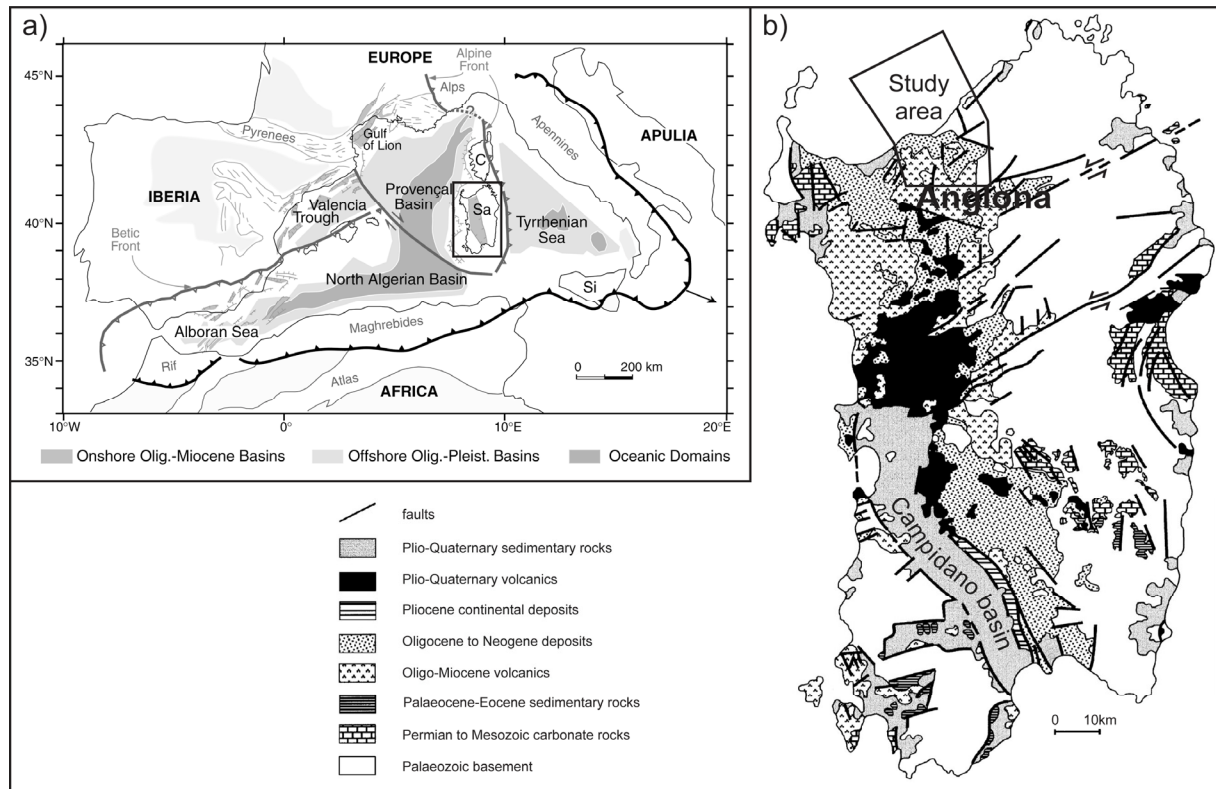 a)
EUROPE
Alpine
Front
Alps
45°N
Pyrenees
Gulf
of Lion
Apennines
APULIA
C
IBERIA
Provençal
Basin
Valencia
Trough
Sa
Tyrrhenian
Sea
40°N
Betic
Front
North Algerian Basin
Si
Alboran Sea
Maghrebides
35°N
Rif
Atlas
AFRICA
0 200 km
10°W 0° 10°E 20°E
Onshore Olig.-Miocene Basins Offshore Olig.-Pleist. Basins Oceanic Domains
faults
Plio-Quaternary sedimentary rocks
Plio-Quaternary volcanics
Pliocene continental deposits
Oligocene to Neogene deposits
Oligo-Miocene volcanics
Palaeocene-Eocene sedimentary rocks
Permian to Mesozoic carbonate rocks
Palaeozoic basement
b)
Study
area
Anglona
Campidano basin
0 10km